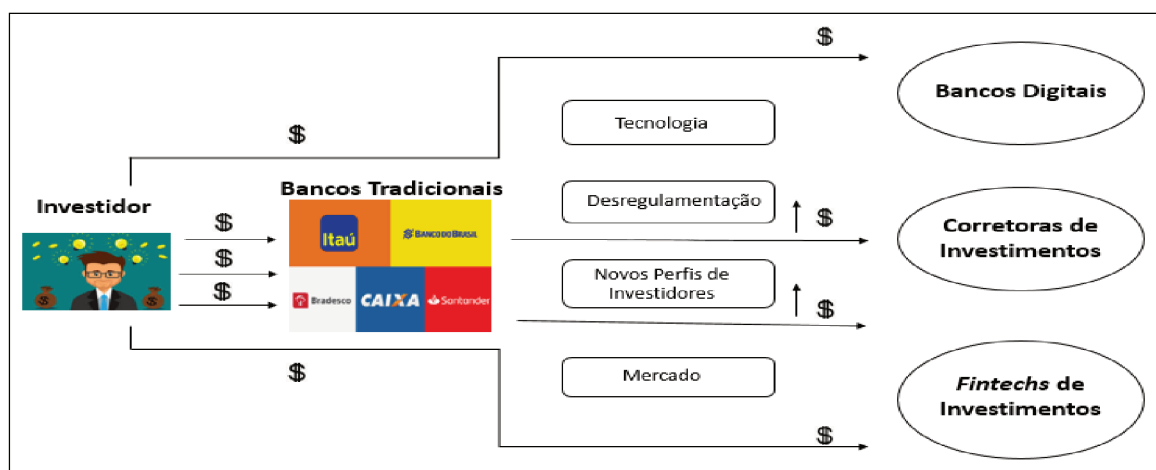 $
Bancos Digitais
Tecnologia
$
Bancos Tradicionais
Investidor
Itaú
BANCO DO BRASIL
Desregulamentação
$
$
Corretoras de
Investimentos
$
Novos Perfis de
Investidores
$
Bradesco
CAIXA
Santander
$
$
Mercado
Fintechs de
Investimentos
$